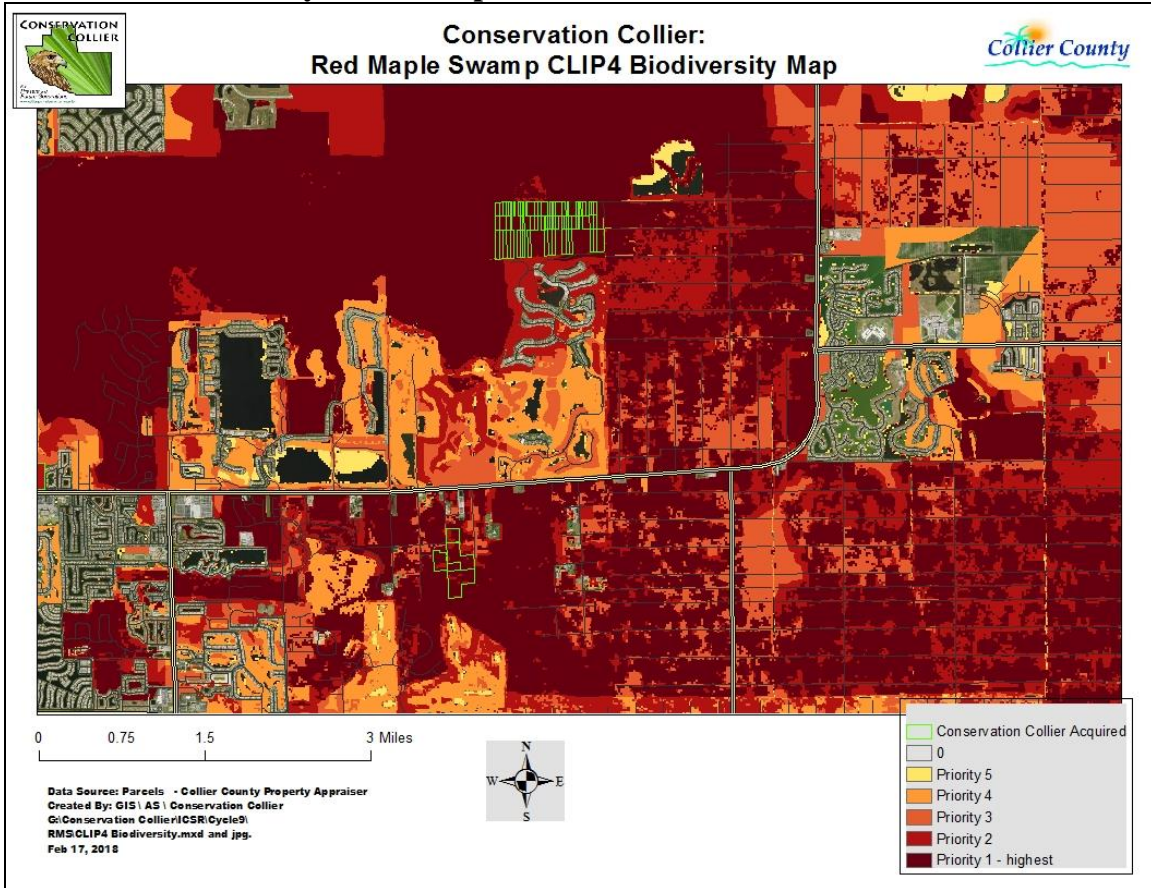 CONSERVATION
COLLIER
Conservation Collier:
Red Maple Swamp CLIP4 Biodiversity Map
Collier County
0
0.75
1.5
3 Miles
N
W
E
S
Data Source: Parcels - Collier County Property Appraiser
Created By: GIS \ AS \ Conservation Collier
G:\Conservation Collier\ICSR\Cycle9\
RMS\CLIP4 Biodiversity.mxd and jpg.
Feb 17, 2018
Conservation Collier Acquired
0
Priority 5
Priority 4
Priority 3
Priority 2
Priority 1 - highest